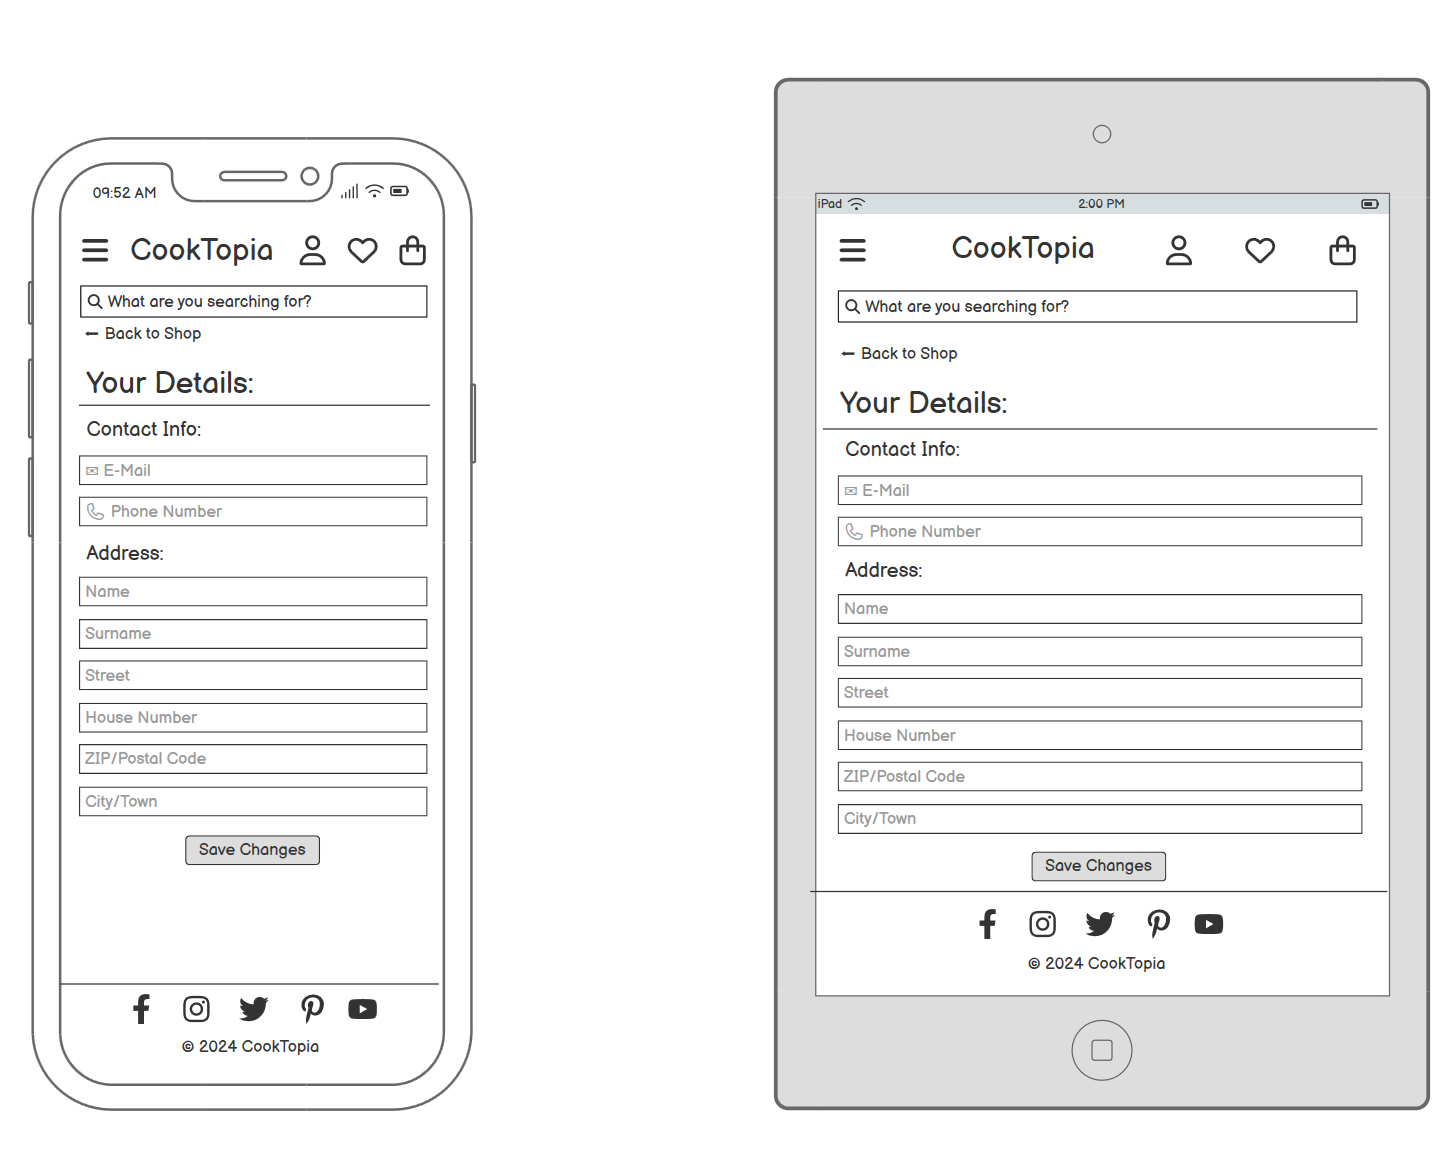 09:52 AM
CookTopia
What are you searching for?
Back to Shop
Your Details:
Contact Info:
E-Mail
Phone Number
Address:
Name
Surname
Street
House Number
ZIP/Postal Code
City/Town
Save Changes
© 2024 CookTopia
iPad
2:00 PM
CookTopia
What are you searching for?
Back to Shop
Your Details:
Contact Info:
E-Mail
Phone Number
Address:
Name
Surname
Street
House Number
ZIP/Postal Code
City/Town
Save Changes
© 2024 CookTopia